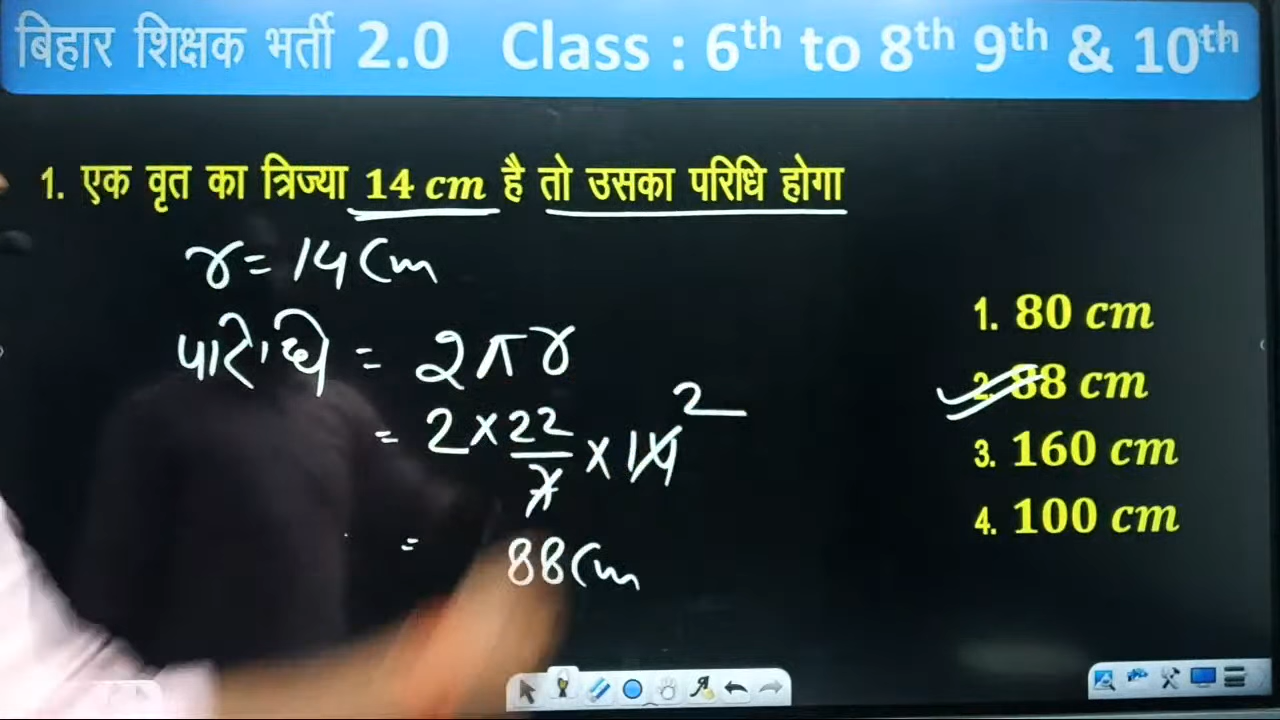 बिहार शिक्षक भर्ती 2.0 Class : 6th to 8th 9th & 10th
1. एक वृत का त्रिज्या 14 cm है तो उसका परिधि होगा
r = 14 Cm
परिधि = 2πr
= 2 × 22/7 × 14 2
= 88 Cm
1. 80 cm
2. 88 cm
3. 160 cm
4. 100 cm